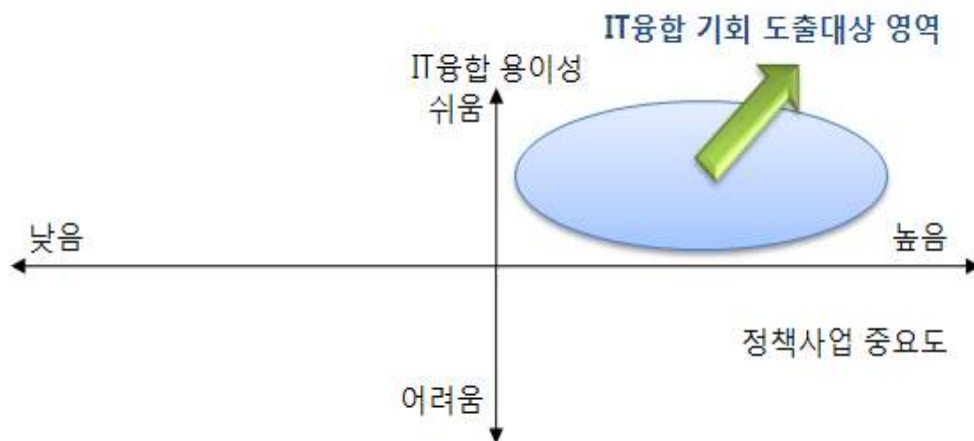 IT융합 기회 도출대상 영역
IT융합 용이성
쉬움
낮음
높음
정책사업 중요도
어려움